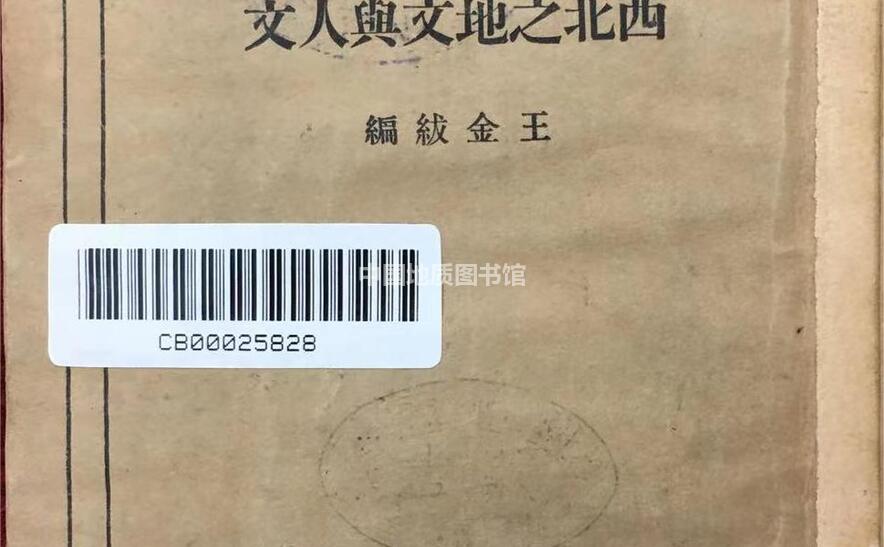 西北之地文與人文
王金紱編
中国地质图书馆
CB00025828